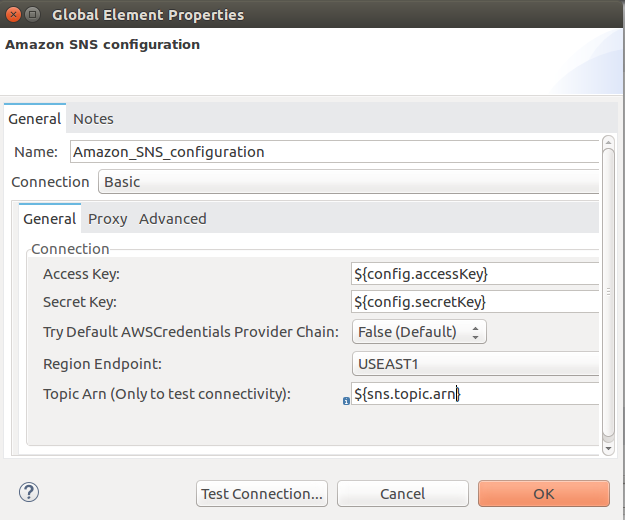 Global Element Properties
Amazon SNS configuration
General Notes
Name: Amazon_SNS_configuration
Connection Basic
General Proxy Advanced
Connection
Access Key: ${config.accessKey}
Secret Key: ${config.secretKey}
Try Default AWSCredentials Provider Chain: False (Default)
Region Endpoint: USEAST1
Topic Arn (Only to test connectivity): ${sns.topic.arn}
? Test Connection... Cancel OK